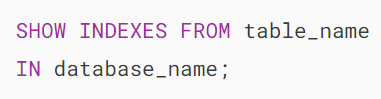 SHOW INDEXES FROM table_name
IN database_name;